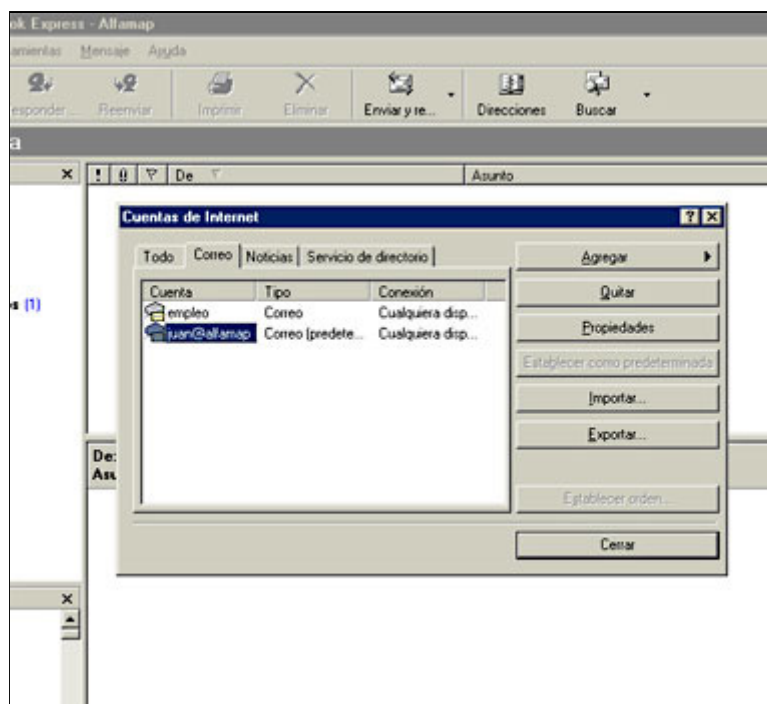 ok Express - Alfamap
amientas Mensaje Ayuda
esponder... Reenviar Imprimir Eliminar Enviar y re... Direcciones Buscar
a
! De Asunto
Cuentas de Internet
Todo Correo Noticias Servicio de directorio
Agregar
Cuenta Tipo Conexión
Quitar
s (1)
empleo Correo Cualquiera disp...
juan@alfamap Correo (predete... Cualquiera disp...
Propiedades
Establecer como predeterminada
Importar...
Exportar...
De:
Asu
Establecer orden...
Cerrar